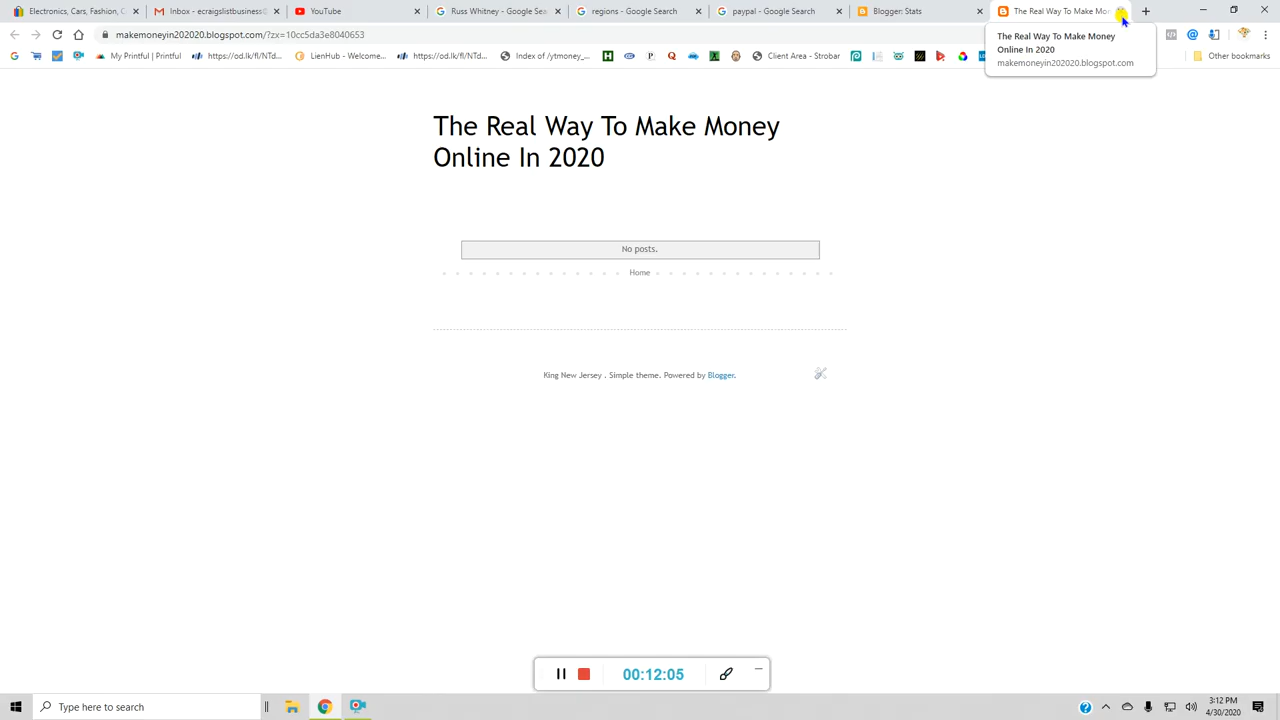 Electronics, Cars, Fashion, C
Inbox - ecraigslistbusiness@
YouTube
Russ Whitney - Google Sea
regions - Google Search
paypal - Google Search
Blogger: Stats
The Real Way To Make Mon
makemoneyin202020.blogspot.com/?zx=10cc5da3e8040653
The Real Way To Make Money
Online In 2020
makemoneyin202020.blogspot.com
My Printful | Printful
https://od.lk/fl/NTd...
LienHub - Welcome...
https://od.lk/fl/NTd...
Index of /ytmoney_...
Client Area - Strobar
Other bookmarks
The Real Way To Make Money
Online In 2020
No posts.
Home
King New Jersey . Simple theme. Powered by Blogger.
00:12:05
Type here to search
3:12 PM
4/30/2020